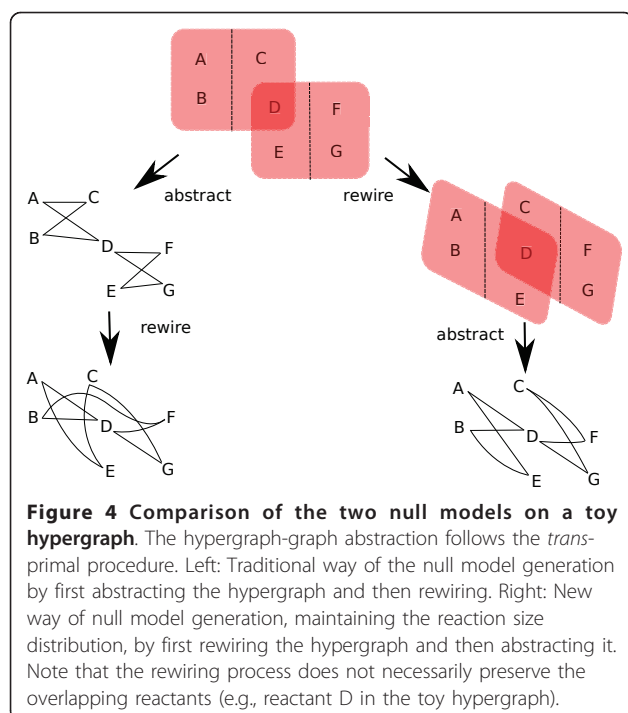 A C
B D F
E G
abstract rewire
A C
B D F
E G
C
A
B D F
E G
rewire
abstract
A C
B D F
E G
A C
B D F
E G
Figure 4 Comparison of the two null models on a toy
hypergraph. The hypergraph-graph abstraction follows the trans-
primal procedure. Left: Traditional way of the null model generation
by first abstracting the hypergraph and then rewiring. Right: New
way of null model generation, maintaining the reaction size
distribution, by first rewiring the hypergraph and then abstracting it.
Note that the rewiring process does not necessarily preserve the
overlapping reactants (e.g., reactant D in the toy hypergraph).